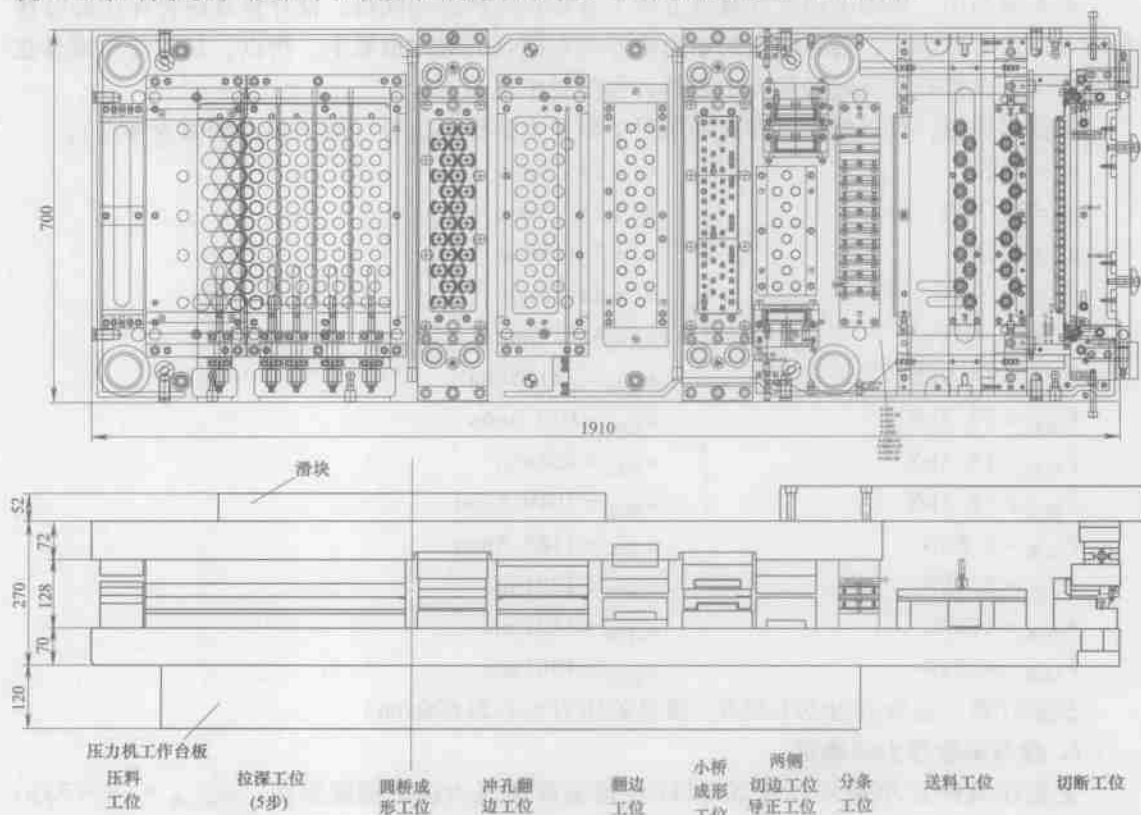 700
1910
滑块
52
72
270
128
70
120
压力机工作台板
压料
工位
拉深工位
(5步)
圆桥成
形工位
冲孔翻
边工位
翻边
工位
小桥
成形
工位
两侧
切边工位
导正工位
分条
工位
送料工位
切断工位